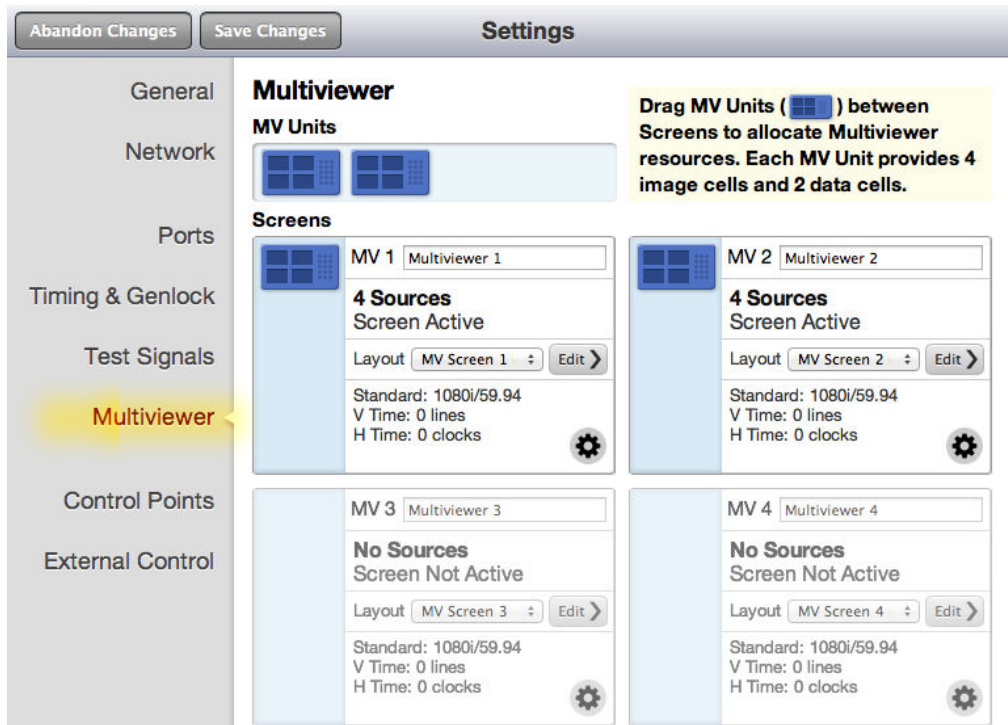 Abandon Changes
Save Changes
Settings
General
Network
Ports
Timing & Genlock
Test Signals
Multiviewer
Control Points
External Control
Multiviewer
MV Units
Drag MV Units ( ) between
Screens to allocate Multiviewer
resources. Each MV Unit provides 4
image cells and 2 data cells.
Screens
MV 1 Multiviewer 1
4 Sources
Screen Active
Layout MV Screen 1 Edit
Standard: 1080i/59.94
V Time: 0 lines
H Time: 0 clocks
MV 2 Multiviewer 2
4 Sources
Screen Active
Layout MV Screen 2 Edit
Standard: 1080i/59.94
V Time: 0 lines
H Time: 0 clocks
MV 3 Multiviewer 3
No Sources
Screen Not Active
Layout MV Screen 3 Edit
Standard: 1080i/59.94
V Time: 0 lines
H Time: 0 clocks
MV 4 Multiviewer 4
No Sources
Screen Not Active
Layout MV Screen 4 Edit
Standard: 1080i/59.94
V Time: 0 lines
H Time: 0 clocks